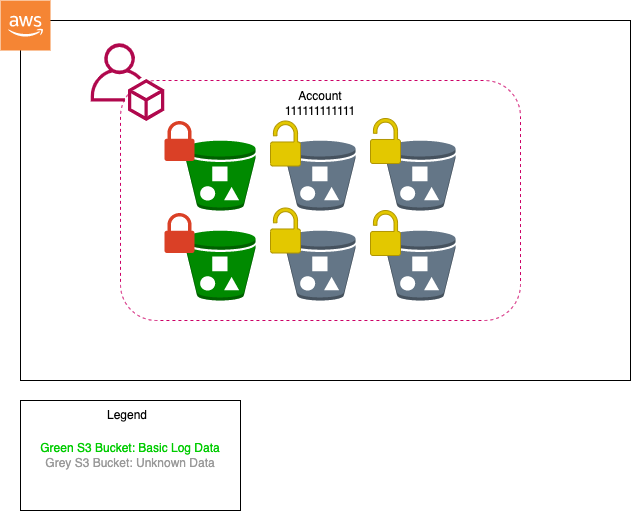 aws
Account
111111111111
Legend
Green S3 Bucket: Basic Log Data
Grey S3 Bucket: Unknown Data